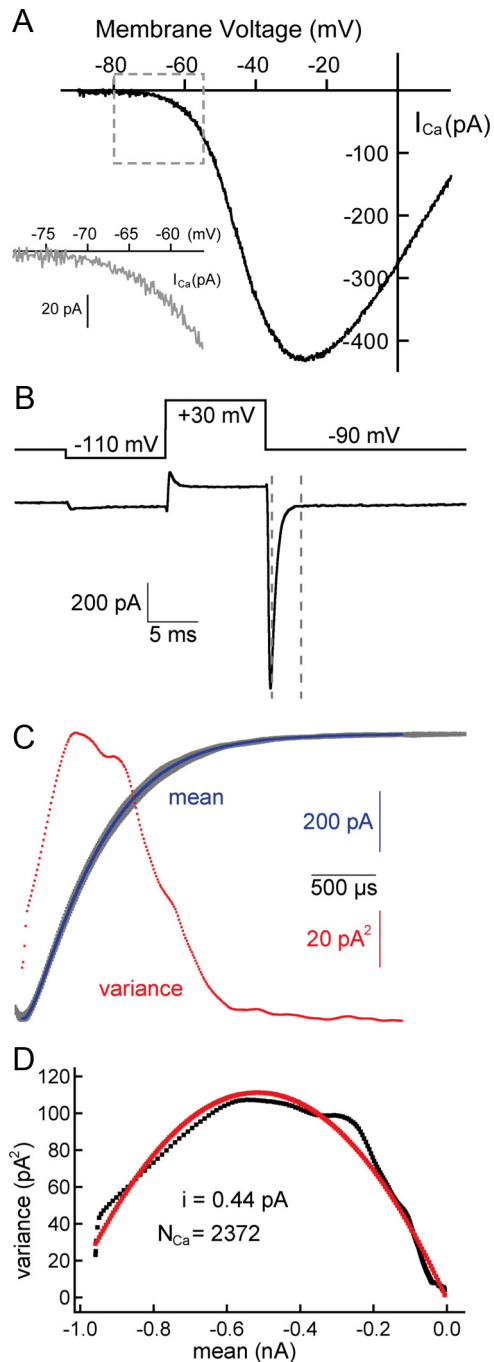 A
Membrane Voltage (mV)
-80 -60 -40 -20
I_Ca(pA)
-100
-200
-300
-400
-75 -70 -65 -60 (mV)
I_Ca(pA)
20 pA
B
+30 mV
-110 mV
-90 mV
200 pA
5 ms
C
mean
200 pA
500 µs
20 pA²
variance
D
120
100
80
60
40
20
0
variance (pA²)
i = 0.44 pA
N_Ca = 2372
-1.0 -0.8 -0.6 -0.4 -0.2 0.0
mean (nA)